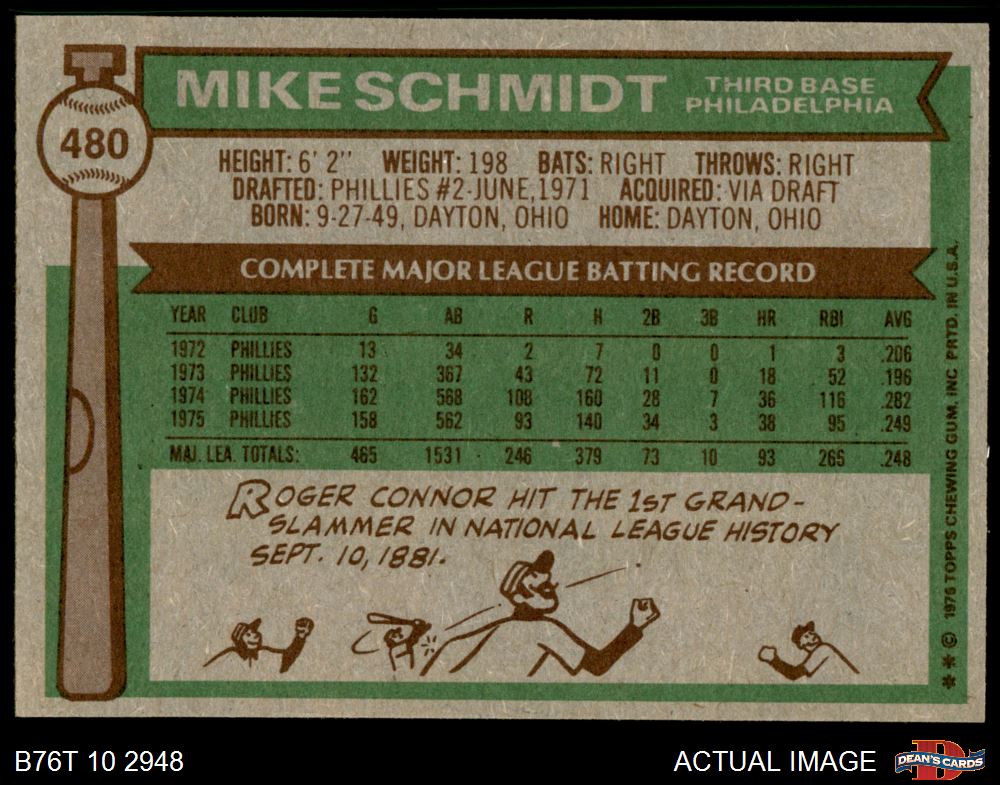 480
MIKE SCHMIDT
THIRD BASE
PHILADELPHIA
HEIGHT: 6' 2" WEIGHT: 198 BATS: RIGHT THROWS: RIGHT
DRAFTED: PHILLIES #2-JUNE, 1971 ACQUIRED: VIA DRAFT
BORN: 9-27-49, DAYTON, OHIO HOME: DAYTON, OHIO
COMPLETE MAJOR LEAGUE BATTING RECORD
YEAR CLUB G AB R H 2B 3B HR RBI AVG
1972 PHILLIES 13 34 2 7 0 0 1 3 .206
1973 PHILLIES 132 367 43 72 11 0 18 52 .196
1974 PHILLIES 162 568 108 160 28 7 36 116 .282
1975 PHILLIES 158 562 93 140 34 3 38 95 .249
MAJ. LEA. TOTALS: 465 1531 246 379 73 10 93 266 .248
ROGER CONNOR HIT THE 1ST GRAND-
SLAMMER IN NATIONAL LEAGUE HISTORY
SEPT. 10, 1881.
** © 1976 TOPPS CHEWING GUM, INC. PRTD. IN U.S.A.
B76T 10 2948
ACTUAL IMAGE
D
DEAN'S CARDS